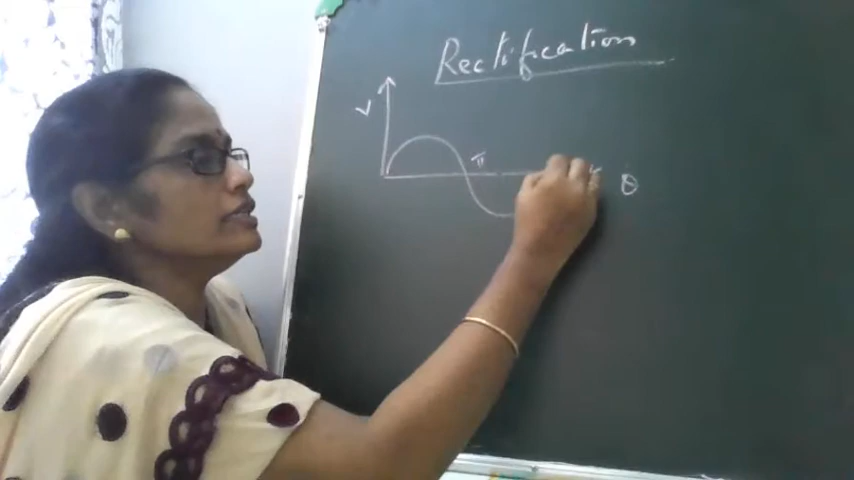 Rectification
V
π
θ